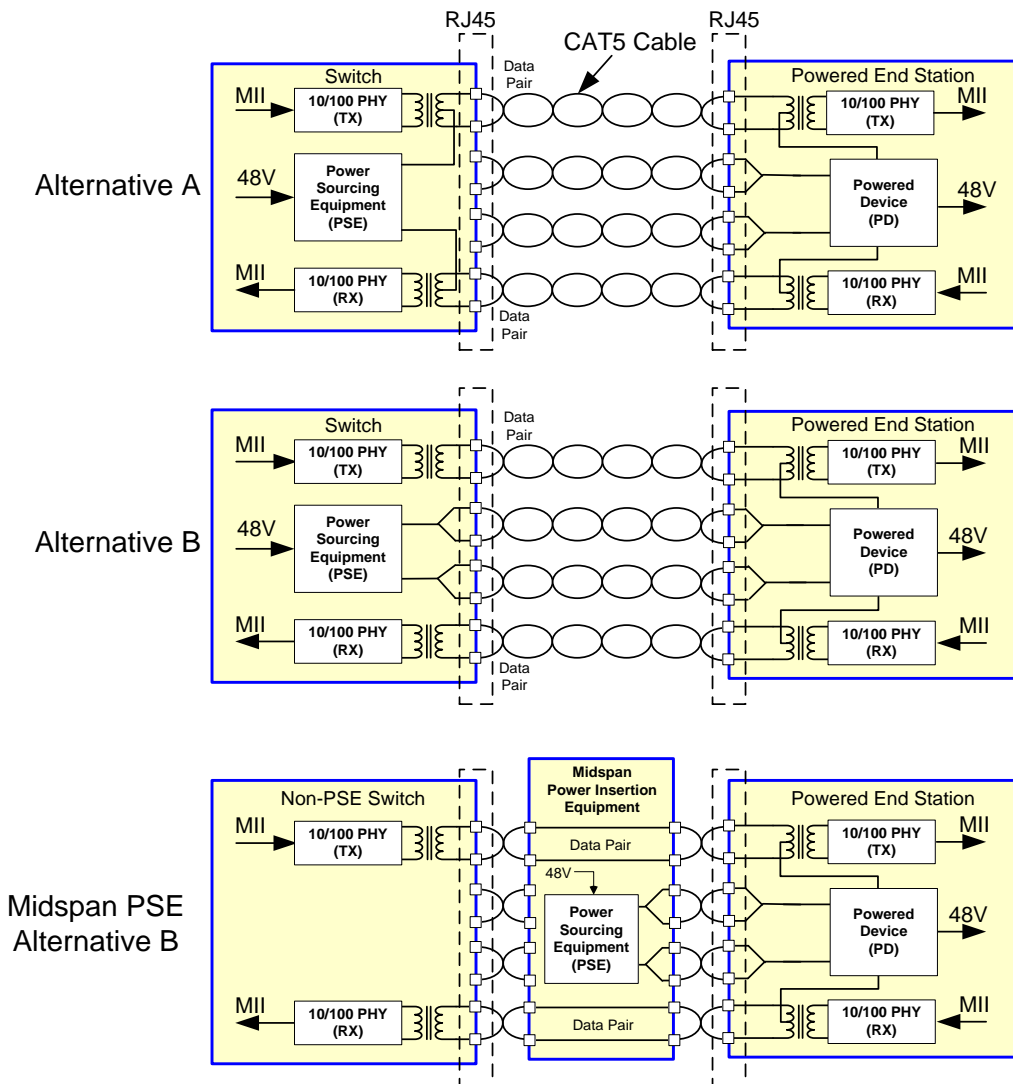 RJ45
RJ45
CAT5 Cable
Data
Pair
Alternative A
Switch
MII
10/100 PHY
(TX)
48V
Power
Sourcing
Equipment
(PSE)
MII
10/100 PHY
(RX)
Data
Pair
Powered End Station
10/100 PHY
(TX)
MII
Powered
Device
(PD)
48V
10/100 PHY
(RX)
MII
Alternative B
Switch
MII
10/100 PHY
(TX)
48V
Power
Sourcing
Equipment
(PSE)
MII
10/100 PHY
(RX)
Data
Pair
Data
Pair
Powered End Station
10/100 PHY
(TX)
MII
Powered
Device
(PD)
48V
10/100 PHY
(RX)
MII
Midspan PSE
Alternative B
Non-PSE Switch
MII
10/100 PHY
(TX)
MII
10/100 PHY
(RX)
Midspan
Power Insertion
Equipment
Data Pair
48V
Power
Sourcing
Equipment
(PSE)
Data Pair
Powered End Station
10/100 PHY
(TX)
MII
Powered
Device
(PD)
48V
10/100 PHY
(RX)
MII